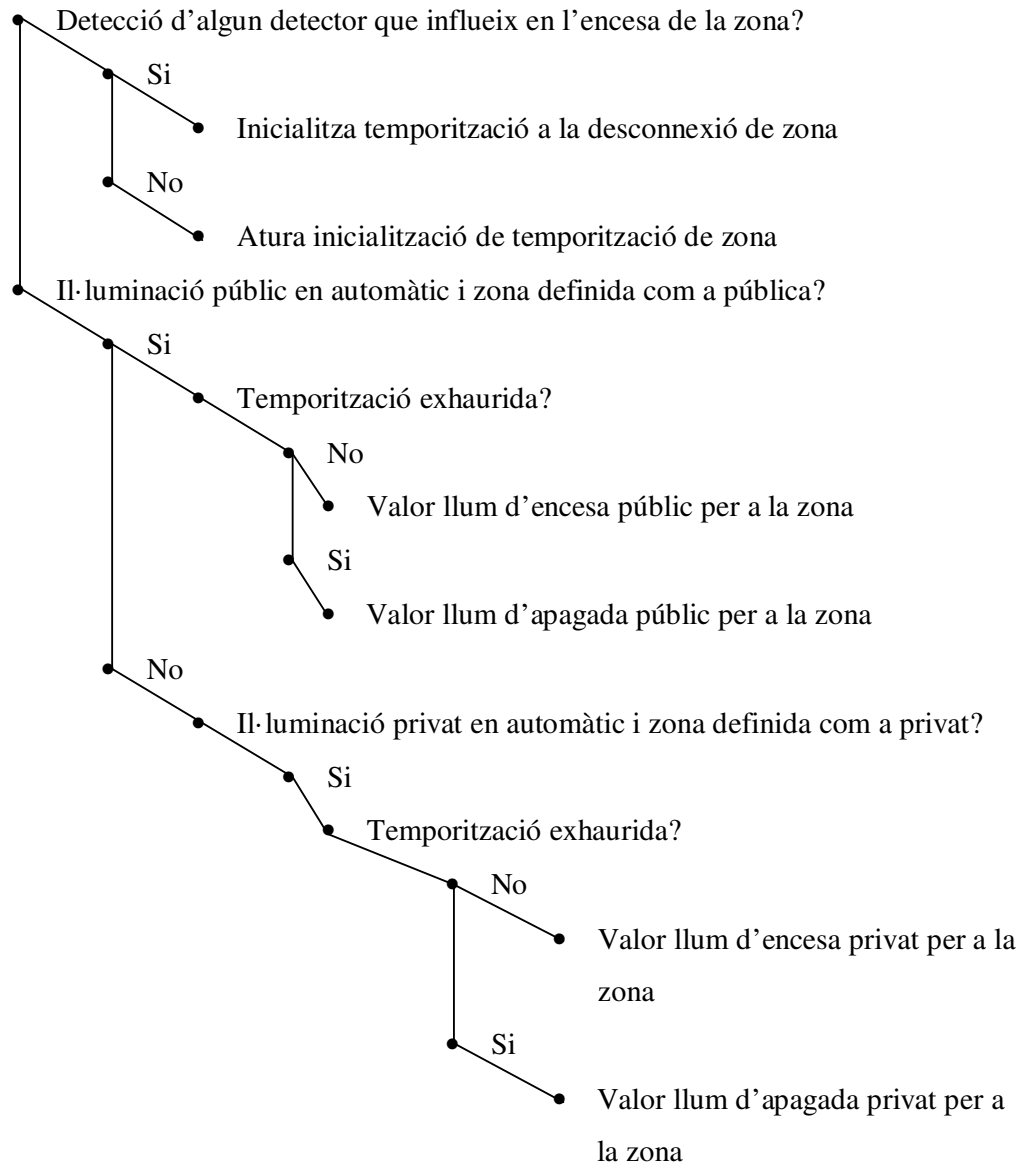 Detecció d’algun detector que influeix en l’encesa de la zona?
Si
Inicialitza temporització a la desconnexió de zona
No
Atura inicialització de temporització de zona
Il·luminació públic en automàtic i zona definida com a pública?
Si
Temporització exhaurida?
No
Valor llum d’encesa públic per a la zona
Si
Valor llum d’apagada públic per a la zona
No
Il·luminació privat en automàtic i zona definida com a privat?
Si
Temporització exhaurida?
No
Valor llum d’encesa privat per a la
zona
Si
Valor llum d’apagada privat per a
la zona